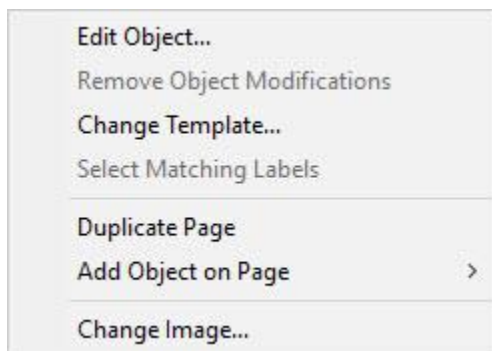 Edit Object...
Remove Object Modifications
Change Template...
Select Matching Labels
Duplicate Page
Add Object on Page
Change Image...